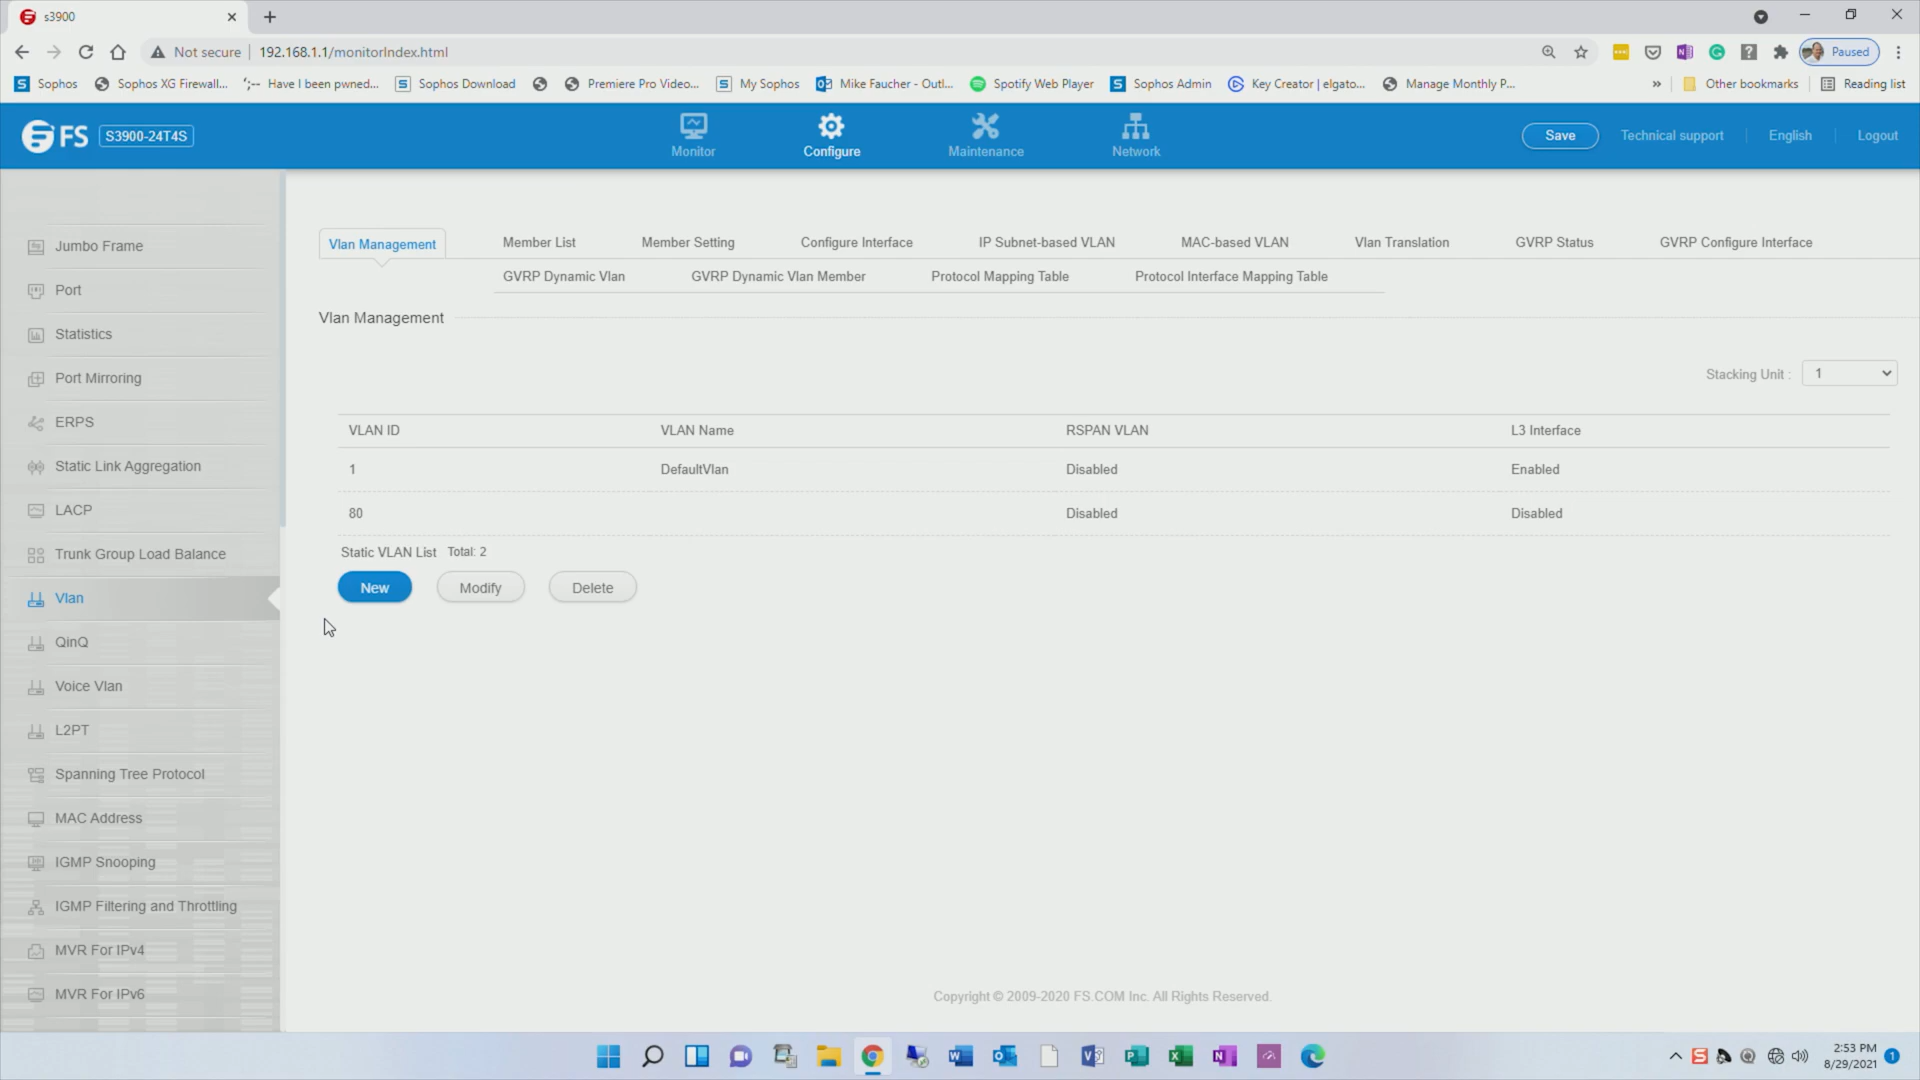 s3900
Not secure | 192.168.1.1/monitorIndex.html
Paused
Sophos
Sophos XG Firewall...
Have I been pwned...
Sophos Download
Premiere Pro Video...
My Sophos
Mike Faucher - Outl...
Spotify Web Player
Sophos Admin
Key Creator | elgato...
Manage Monthly P...
»
Other bookmarks
Reading list
FS
S3900-24T4S
Monitor
Configure
Maintenance
Network
Save
Technical support
English
Logout
Jumbo Frame
Port
Statistics
Port Mirroring
ERPS
Static Link Aggregation
LACP
Trunk Group Load Balance
Vlan
QinQ
Voice Vlan
L2PT
Spanning Tree Protocol
MAC Address
IGMP Snooping
IGMP Filtering and Throttling
MVR For IPv4
MVR For IPv6
Vlan Management
Member List
Member Setting
Configure Interface
IP Subnet-based VLAN
MAC-based VLAN
Vlan Translation
GVRP Status
GVRP Configure Interface
GVRP Dynamic Vlan
GVRP Dynamic Vlan Member
Protocol Mapping Table
Protocol Interface Mapping Table
Vlan Management
Stacking Unit : 1
VLAN ID VLAN Name RSPAN VLAN L3 Interface
1 DefaultVlan Disabled Enabled
80 Disabled Disabled
Static VLAN List Total: 2
New
Modify
Delete
Copyright © 2009-2020 FS.COM Inc. All Rights Reserved.
2:53 PM
8/29/2021
1